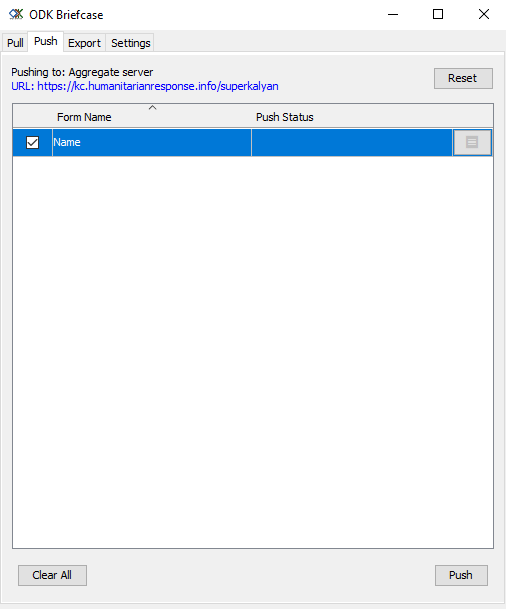 ODK Briefcase
Pull Push Export Settings
Pushing to: Aggregate server
URL: https://kc.humanitarianresponse.info/superkalyan
Reset
Form Name Push Status
Name
Clear All Push